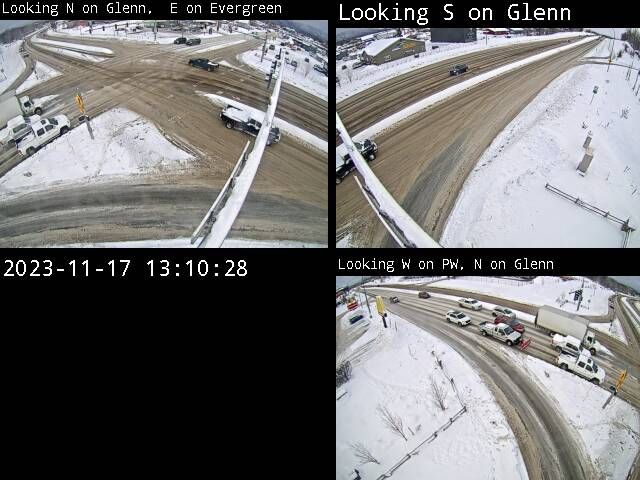 Looking N on Glenn,  E on Evergreen
Looking S on Glenn
2023-11-17 13:10:28
Looking W on PW, N on Glenn